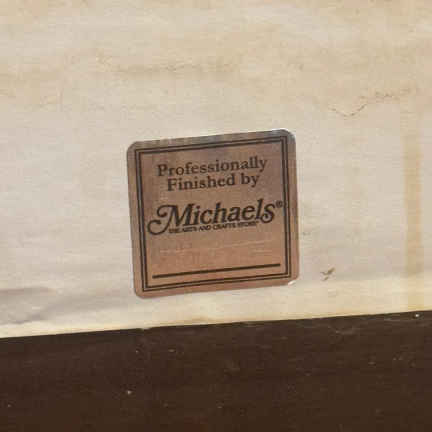 Professionally
Finished by
Michaels®
THE ARTS AND CRAFTS STORE®